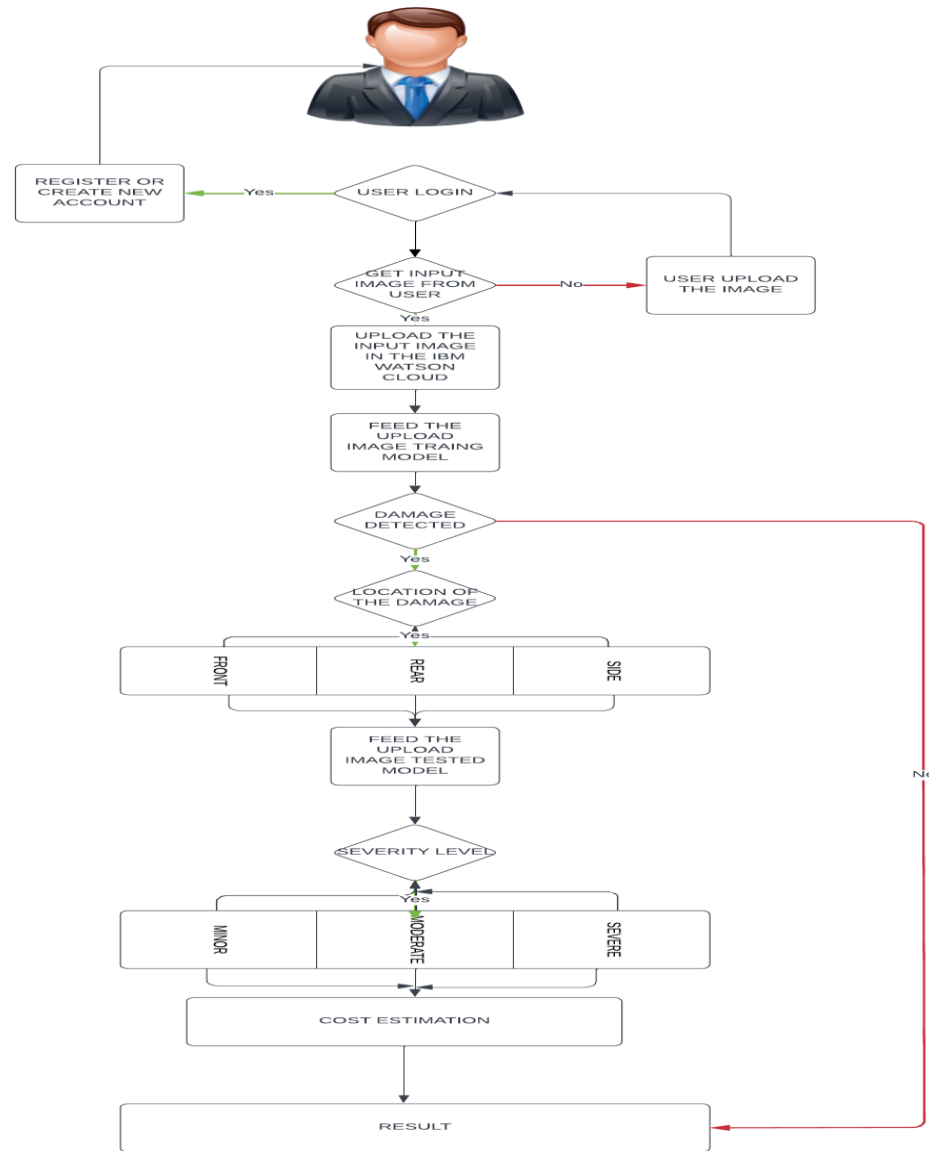 REGISTER OR
CREATE NEW
ACCOUNT
Yes
USER LOGIN
GET INPUT
IMAGE FROM
USER
No
USER UPLOAD
THE IMAGE
Yes
UPLOAD THE
INPUT IMAGE
IN THE IBM
WATSON
CLOUD
FEED THE
UPLOAD
IMAGE TRAING
MODEL
DAMAGE
DETECTED
Yes
LOCATION OF
THE DAMAGE
Yes
FRONT
REAR
SIDE
FEED THE
UPLOAD
IMAGE TESTED
MODEL
No
SEVERITY LEVEL
Yes
MINOR
MODERATE
SEVERE
COST ESTIMATION
RESULT